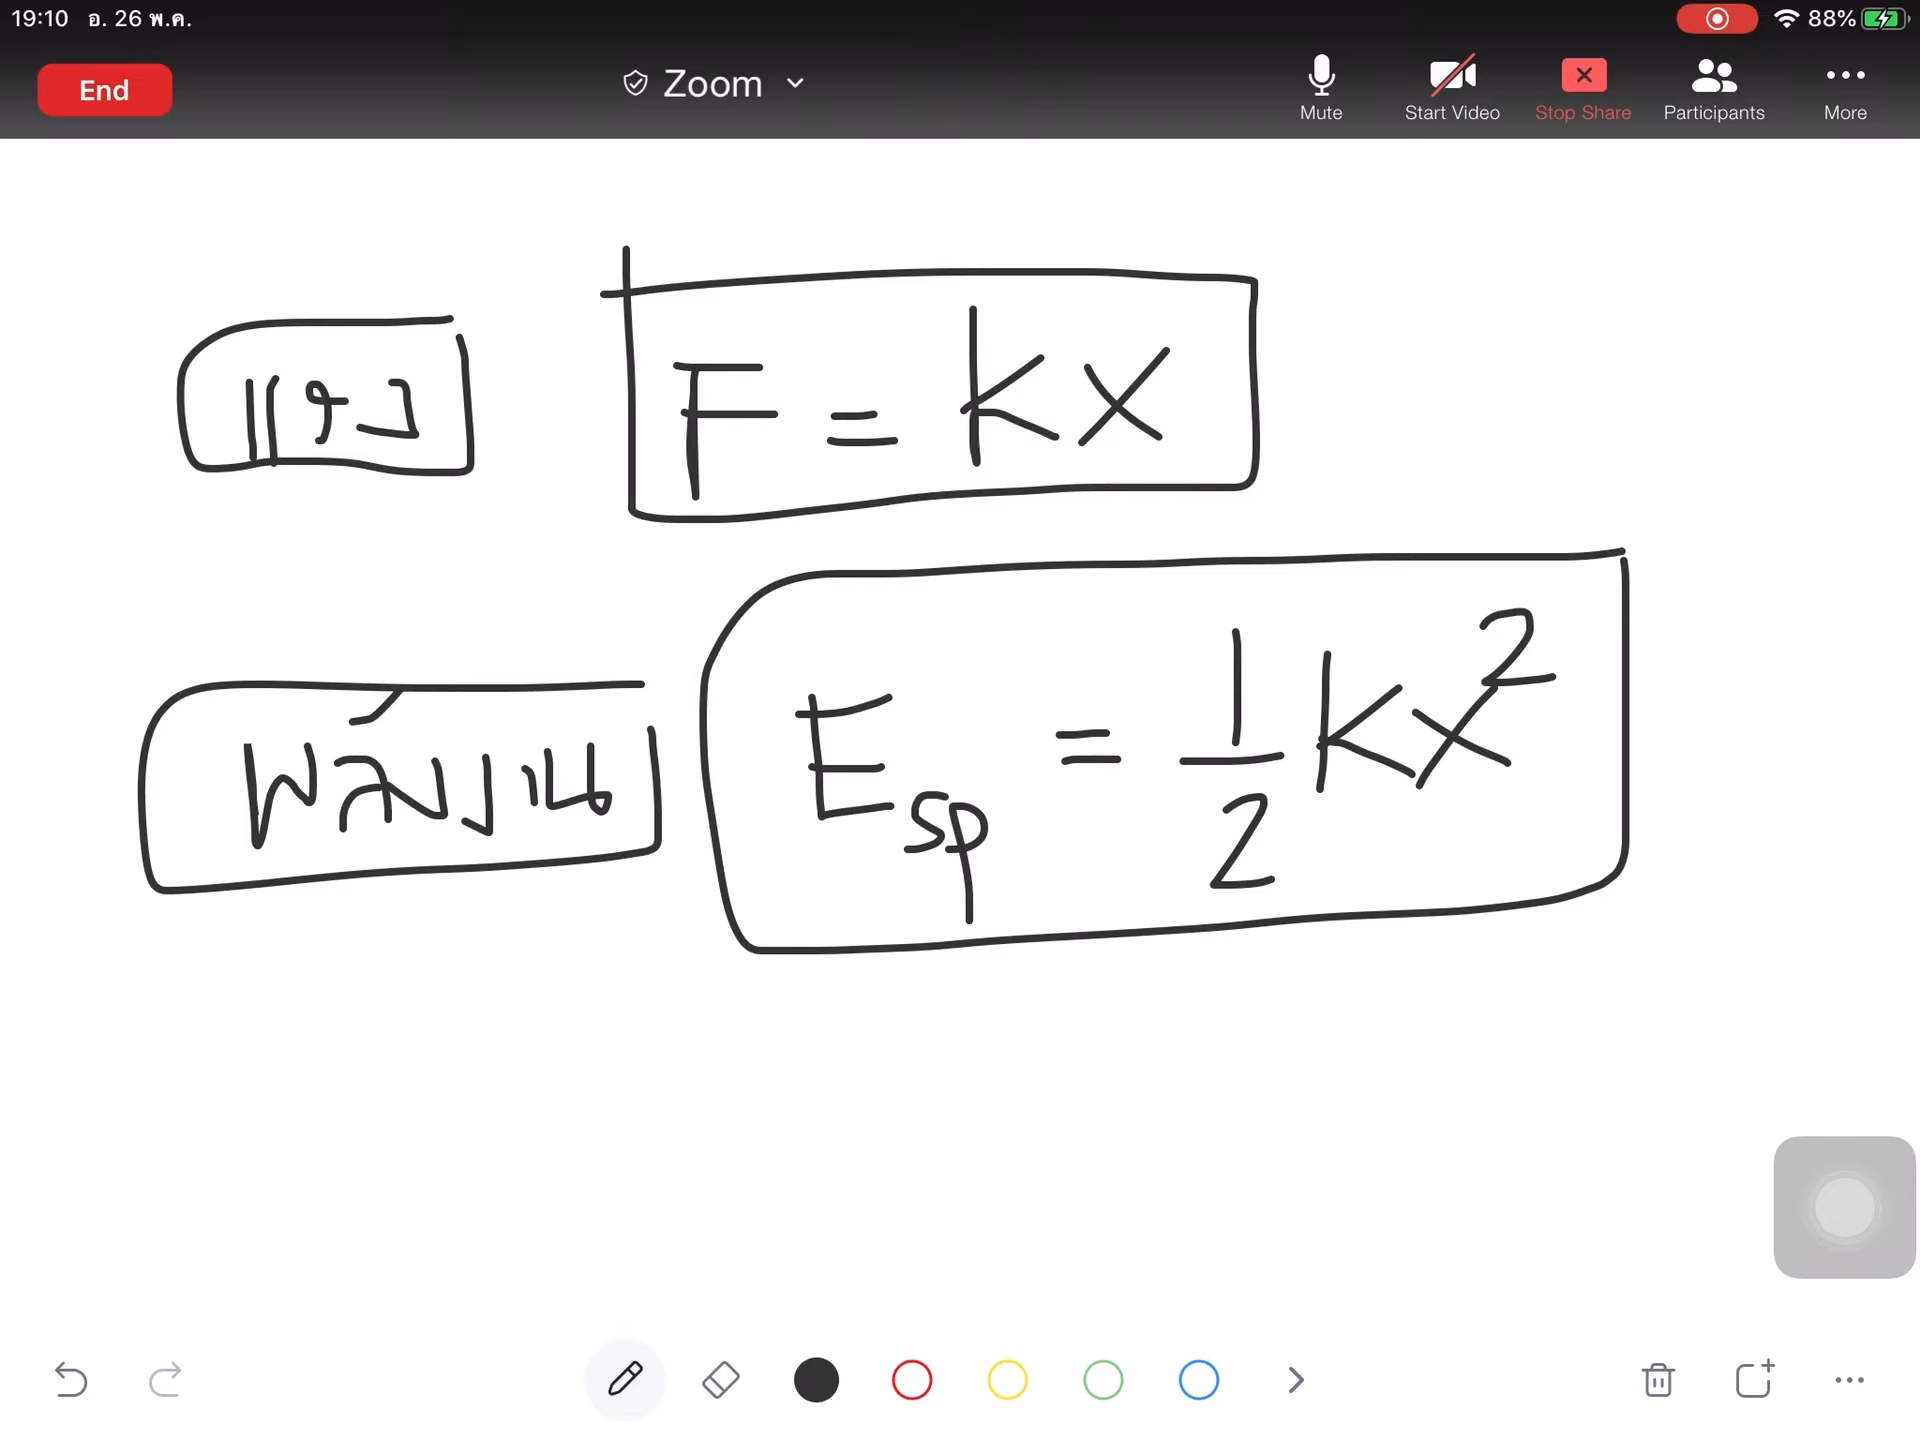 19:10 อ. 26 พ.ค. 88%
End Zoom Mute Start Video Stop Share Participants More
แรง F = kx
พลังงาน E_sp = 1/2 kx²